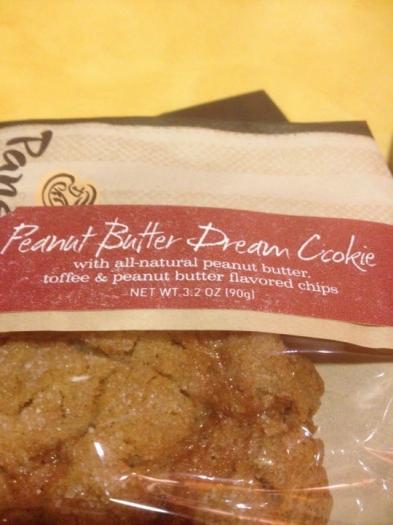 Pane
Peanut Butter Dream Cookie
with all-natural peanut butter,
toffee & peanut butter flavored chips
NET WT.3.2 OZ (90g)